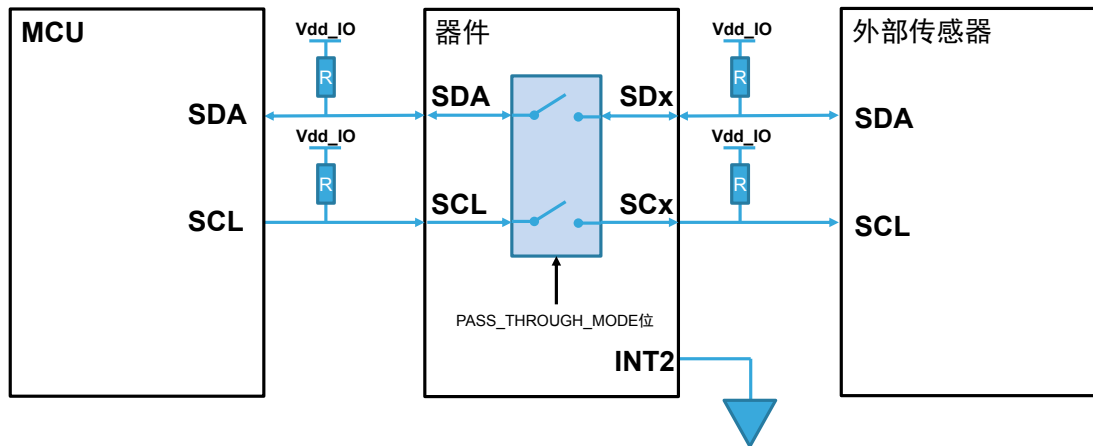 MCU
Vdd_IO
器件
Vdd_IO
外部传感器
R
R
SDA
SDA
SDx
SDA
Vdd_IO
Vdd_IO
R
R
SCL
SCL
SCx
SCL
PASS_THROUGH_MODE位
INT2